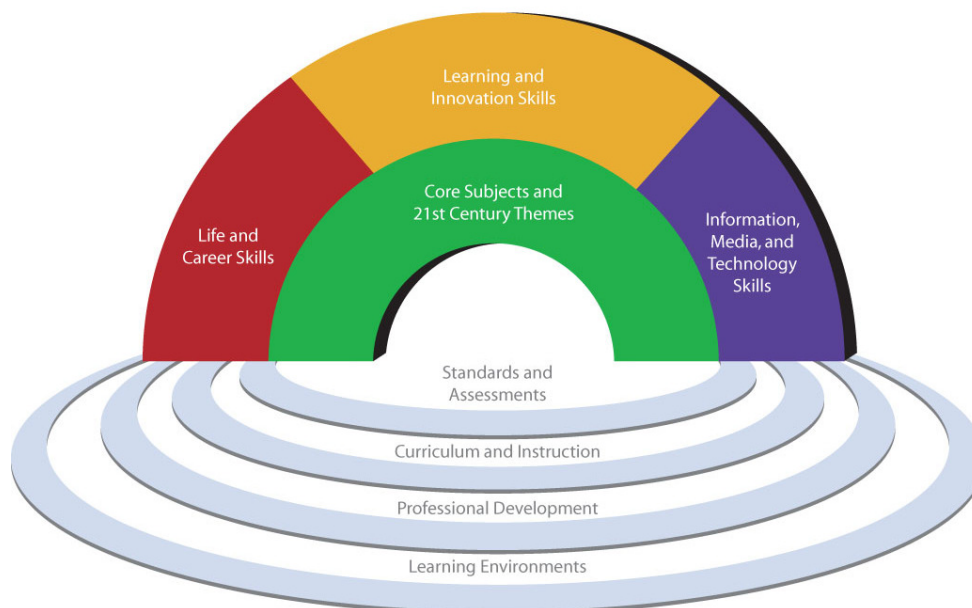 Learning and
Innovation Skills
Core Subjects and
21st Century Themes
Life and
Career Skills
Information,
Media, and
Technology
Skills
Standards and
Assessments
Curriculum and Instruction
Professional Development
Learning Environments